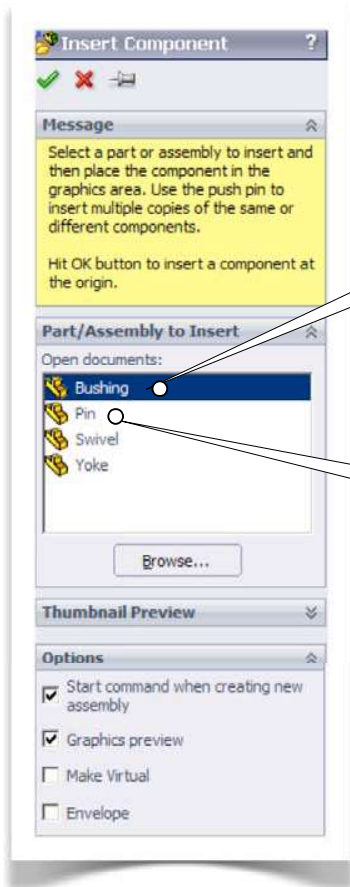 Insert Component ?
Message
Select a part or assembly to insert and
then place the component in the
graphics area. Use the push pin to
insert multiple copies of the same or
different components.
Hit OK button to insert a component at
the origin.
Part/Assembly to Insert
Open documents:
Bushing
Pin
Swivel
Yoke
Browse...
Thumbnail Preview
Options
Start command when creating new
assembly
Graphics preview
Make Virtual
Envelope